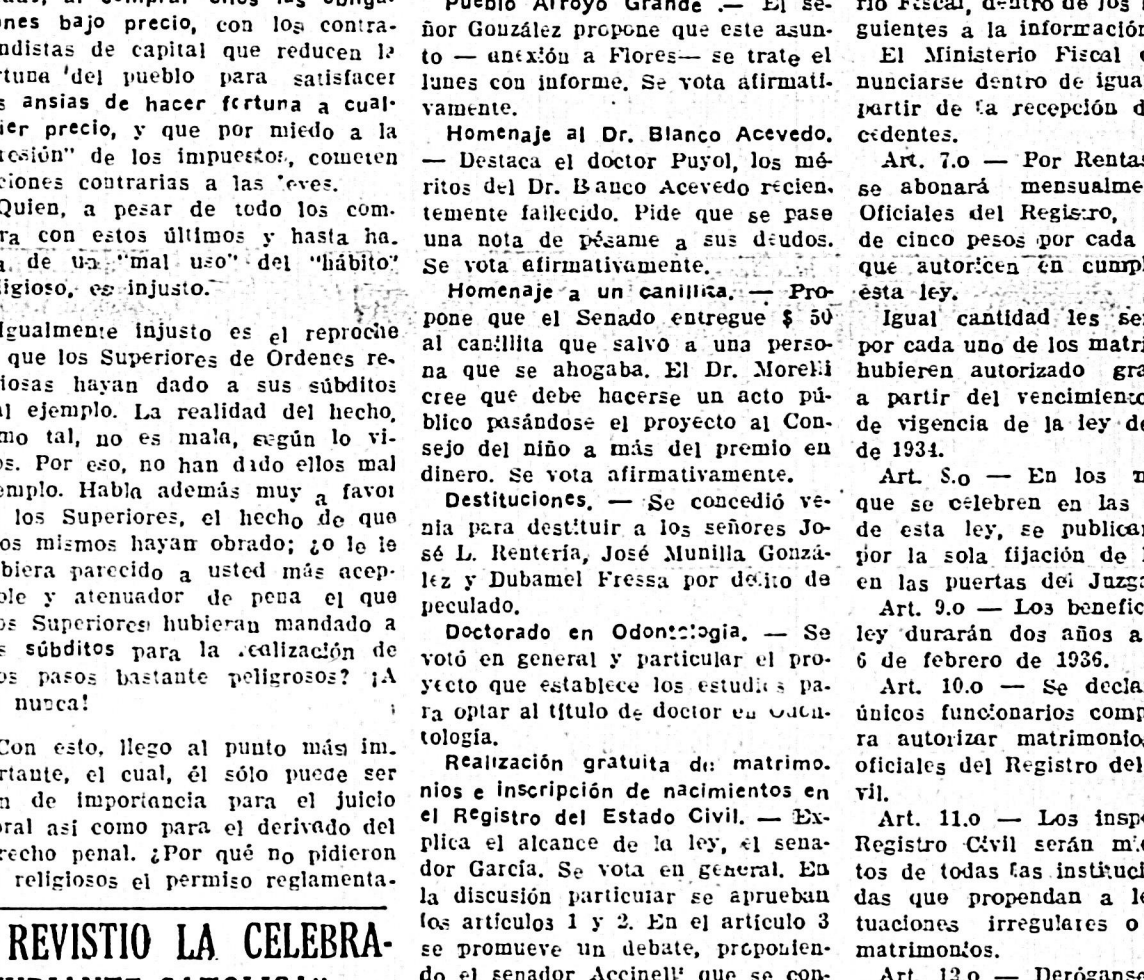 ones bajo precio, con los contra-
ndistas de capital que reducen la
rtuna del pueblo para satisfacer
s ansias de hacer fortuna a cual-
ier precio, y que por miedo a la
resión" de los impuestos, cometen
ciones contrarias a las leyes.
Quien, a pesar de todo los com-
ra con estos últimos y hasta ha.
a de un "mal uso" del "hábito"
igioso, es injusto.
Igualmente injusto es el reproche
que los Superiores de Ordenes re-
iosas hayan dado a sus súbditos
al ejemplo. La realidad del hecho,
mo tal, no es mala, según lo vi-
os. Por eso, no han dado ellos mal
emplo. Habla además muy a favor
los Superiores, el hecho de que
los mismos hayan obrado; ¿o le le
biera parecido a usted más acep-
ble y atenuador de pena el que
os Superiores hubieran mandado a
s súbditos para la realización de
os pasos bastante peligrosos? ¡A
nunca!
Con esto, llego al punto más im-
rtante, el cual, él sólo puede ser
n de importancia para el juicio
oral así como para el derivado del
recho penal. ¿Por qué no pidieron
religiosos el permiso reglamenta-
REVISTIO LA CELEBRA-
Pueblo Arroyo Grande .— El se-
ñor González propone que este asun-
to — anexión a Flores— se trate el
lunes con informe. Se vota afirmati-
vamente.
Homenaje al Dr. Blanco Acevedo.
— Destaca el doctor Puyol, los mé-
ritos del Dr. Blanco Acevedo recien.
temente fallecido. Pide que se pase
una nota de pésame a sus deudos.
Se vota afirmativamente.
Homenaje a un canillita. — Pro-
pone que el Senado entregue $ 50
al canillita que salvó a una perso-
na que se ahogaba. El Dr. Morelli
cree que debe hacerse un acto pú-
blico pasándose el proyecto al Con-
sejo del niño a más del premio en
dinero. Se vota afirmativamente.
Destituciones. — Se concedió ve-
nia para destituir a los señores Jo-
sé L. Rentería, José Munilla Gonzá-
lez y Dubamel Fressa por delito de
peculado.
Doctorado en Odontología. — Se
votó en general y particular el pro-
yecto que establece los estudios pa-
ra optar al título de doctor en Odon-
tología.
Realización gratuita de matrimo.
nios e inscripción de nacimientos en
el Registro del Estado Civil. — Ex-
plica el alcance de la ley, el sena-
dor García. Se vota en general. En
la discusión particular se aprueban
los artículos 1 y 2. En el artículo 3
se promueve un debate, proponien-
do el senador Accinelli que se con-
rio Fiscal, dentro de los
guientes a la información
El Ministerio Fiscal
nunciarse dentro de igua
partir de la recepción d
cedentes.
Art. 7.o — Por Rentas
se abonará mensualme
Oficiales del Registro,
de cinco pesos por cada
que autoricen en cumpl
esta ley.
Igual cantidad les se
por cada uno de los matri
hubieren autorizado gra
a partir del vencimiento
de vigencia de la ley de
de 1934.
Art. 8.o — En los m
que se celebren en las
de esta ley, se publicar
por la sola fijación de
en las puertas del Juzga
Art. 9.o — Los benefic
ley durarán dos años a
6 de febrero de 1936.
Art. 10.o — Se decla
únicos funcionarios comp
ra autorizar matrimonio
oficiales del Registro del
vil.
Art. 11.o — Los insp
Registro Civil serán mie
tos de todas las instituci
das que propendan a le
tuaciones irregulares o
matrimonios.
Art. 12.o — Derógans